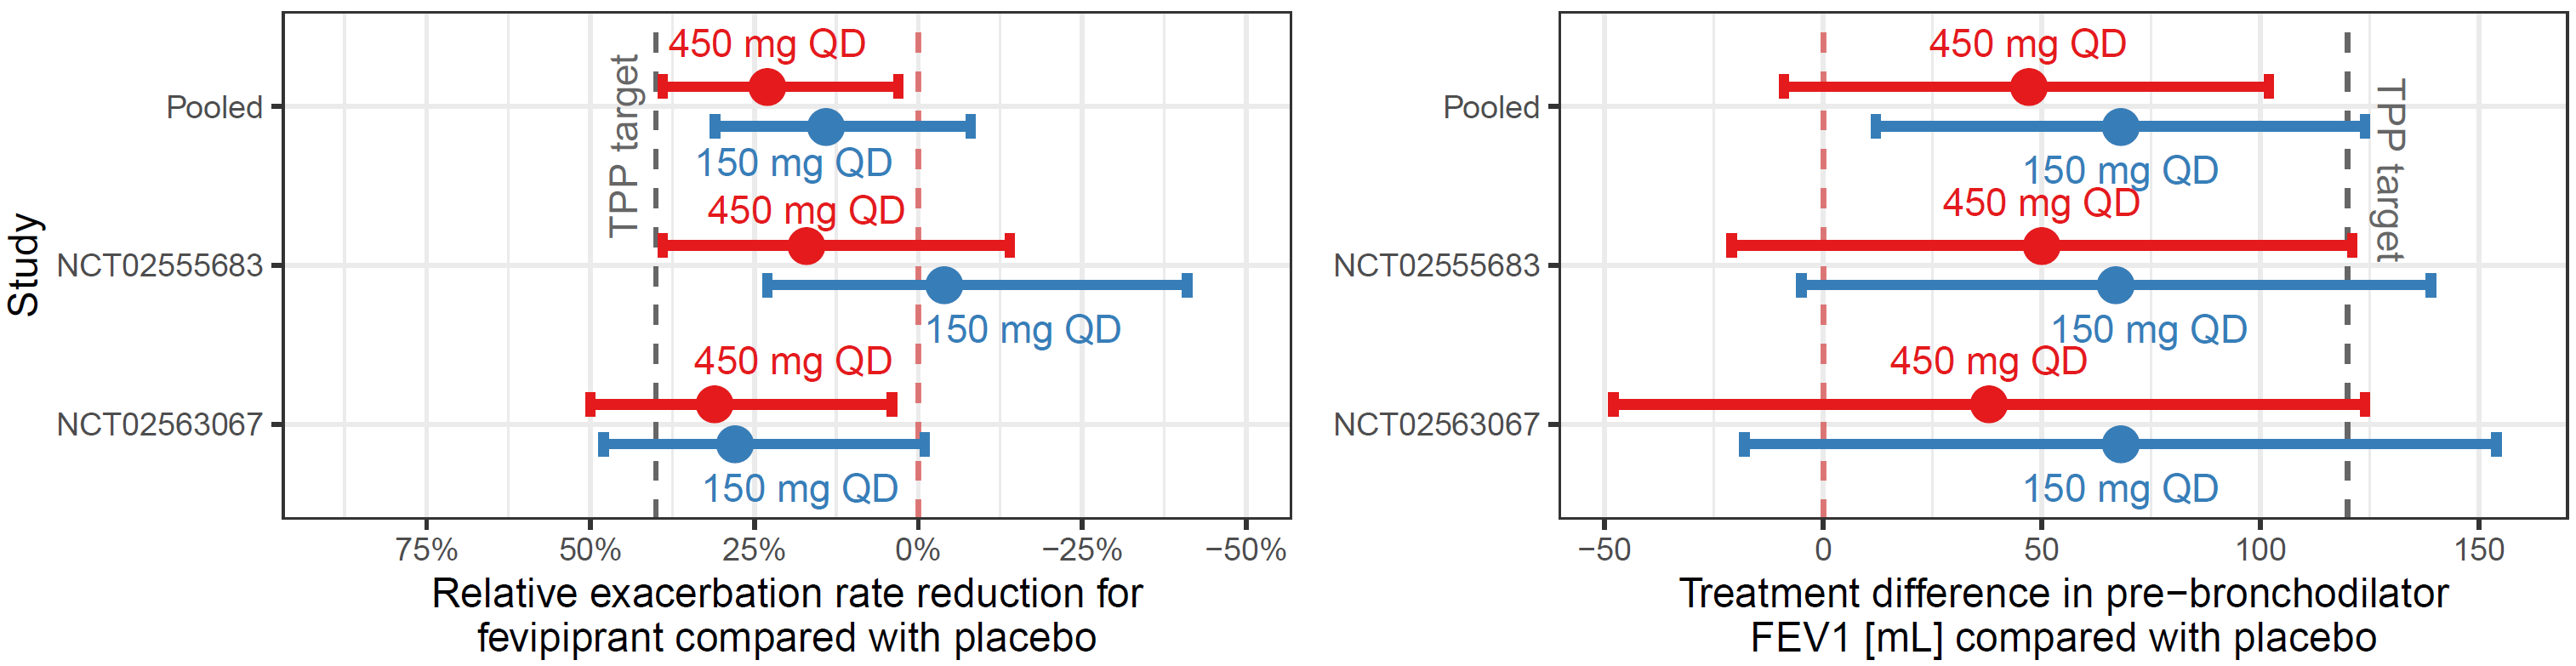 Study
Pooled
NCT02555683
NCT02563067
TPP target
450 mg QD
150 mg QD
450 mg QD
150 mg QD
450 mg QD
150 mg QD
75%
50%
25%
0%
−25%
−50%
Relative exacerbation rate reduction for
fevipiprant compared with placebo
Pooled
NCT02555683
NCT02563067
450 mg QD
150 mg QD
450 mg QD
150 mg QD
450 mg QD
150 mg QD
TPP target
−50
0
50
100
150
Treatment difference in pre−bronchodilator
FEV1 [mL] compared with placebo